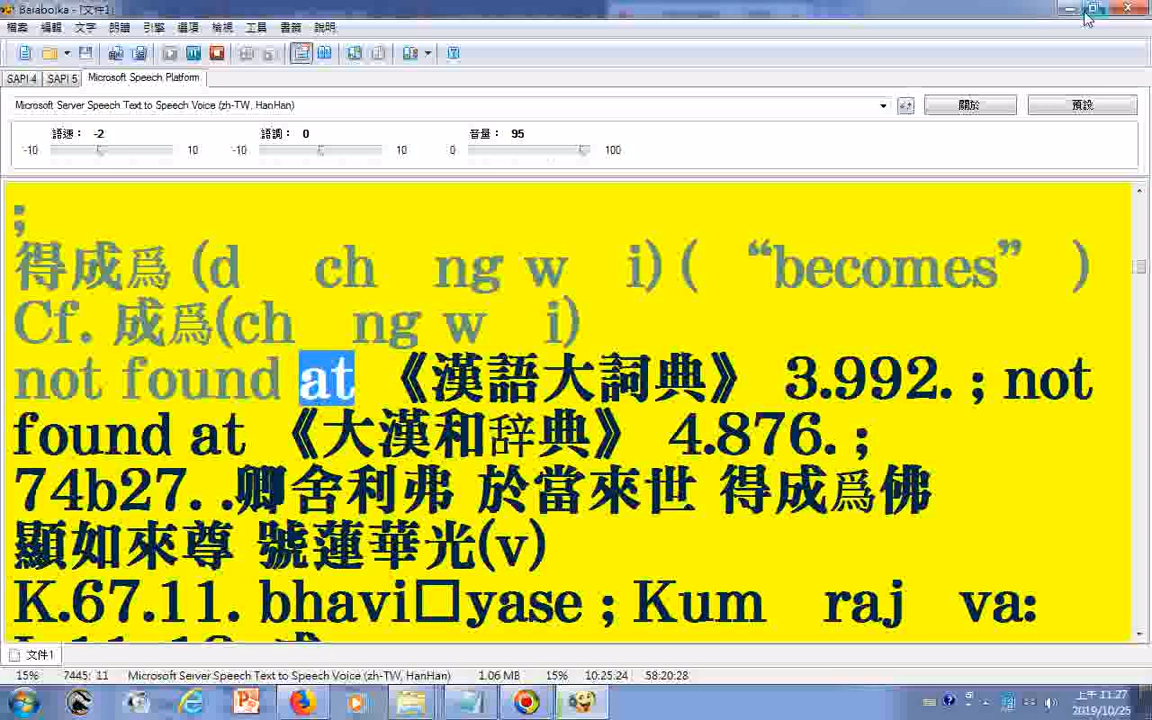 Balabolka - [文件1]
檔案 編輯 文字 朗讀 引擎 選項 檢視 工具 書籤 說明
SAPI 4 SAPI 5 Microsoft Speech Platform
Microsoft Server Speech Text to Speech Voice (zh-TW, HanHan) 關於 預設
語速： -2 語調： 0 音量： 95
-10 10 -10 10 0 100
;
得成爲 (d ch ng w i) ( “becomes” )
Cf. 成爲(ch ng w i)
not found at 《漢語大詞典》 3.992. ; not
found at 《大漢和辞典》 4.876. ;
74b27. .卿舍利弗 於當來世 得成爲佛
顯如來尊 號蓮華光(v)
K.67.11. bhavi□yase ; Kum raj va:
文件1
15% 7445: 11 Microsoft Server Speech Text to Speech Voice (zh-TW, HanHan) 1.06 MB 15% 10:25:24 58:20:28
上午 11:27
2019/10/25